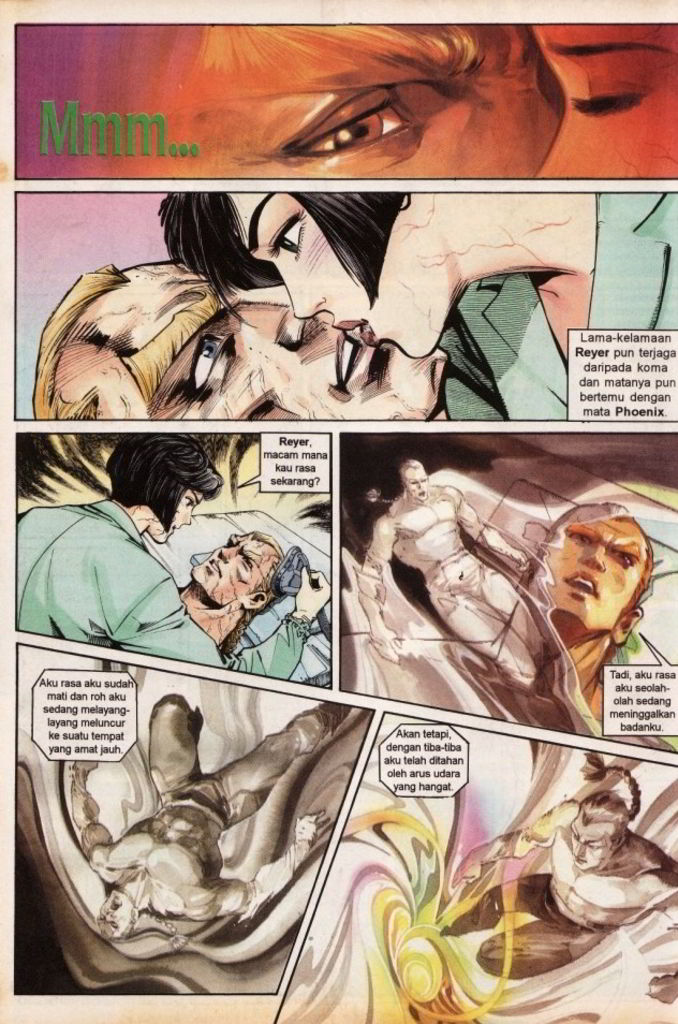 Mmm...
Lama-kelamaan
Reyer pun terjaga
daripada koma
dan matanya pun
bertemu dengan
mata Phoenix.
Reyer,
macam mana
kau rasa
sekarang?
Tadi, aku rasa
aku seolah-
olah sedang
meninggalkan
badanku.
Aku rasa aku sudah
mati dan roh aku
sedang melayang-
layang meluncur
ke suatu tempat
yang amat jauh.
Akan tetapi,
dengan tiba-tiba
aku telah ditahan
oleh arus udara
yang hangat.